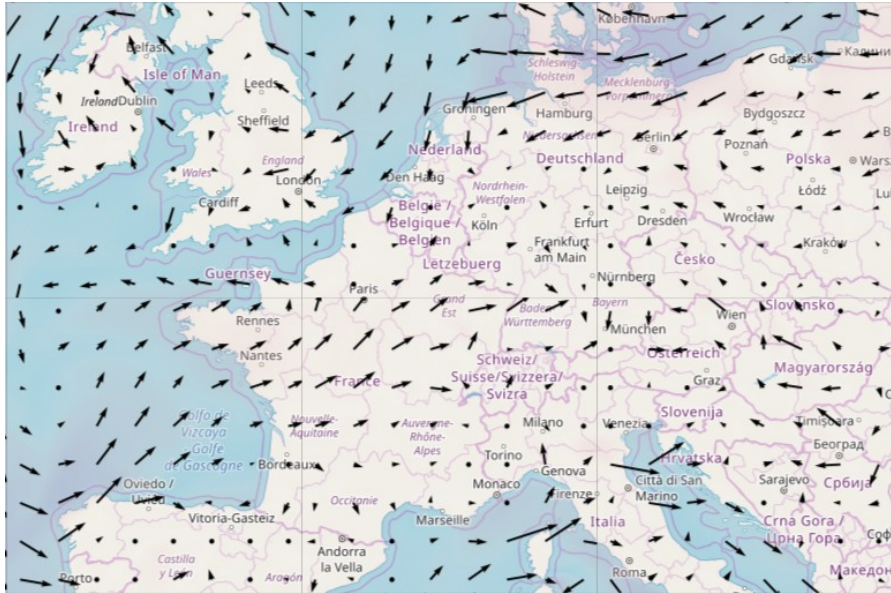 København
Belfast
Isle of Man
Schleswig-
Holstein
Gdańsk
Калинин
Leeds
Mecklenburg-
Vorpommern
IrelandDublin
Ireland
Sheffield
Groningen
Hamburg
Bydgoszcz
Niedersachsen
Berlin
England
Wales
Nederland
Deutschland
Poznań
Polska
Warsz
London
Den Haag
Nordrhein-
Westfalen
Leipzig
Łódź
Lu
Cardiff
België /
Belgique /
Belgien
Köln
Erfurt
Dresden
Wrocław
Frankfurt
am Main
Kraków
Lëtzebuerg
Česko
Guernsey
Nürnberg
Paris
Grand
Est
Baden-
Württemberg
Bayern
Slovensko
Wien
Rennes
München
Nantes
Schweiz/
Suisse/Svizzera/
Svizra
Österreich
Magyarország
France
Graz
Golfo de
Vizcaya
Golfe
de Gascogne
Nouvelle-
Aquitaine
Auvergne-
Rhône-
Alpes
Milano
Venezia
Slovenija
Timișoara
Београд
Bordeaux
Torino
Genova
Hrvatska
Oviedo /
Uviéu
Monaco
Firenze
Città di San
Marino
Sarajevo
Србија
Occitanie
Vitoria-Gasteiz
Marseille
Italia
Crna Gora /
Црна Гора
Соф
Castilla
y León
Andorra
la Vella
Porto
Aragón
Roma
Македон